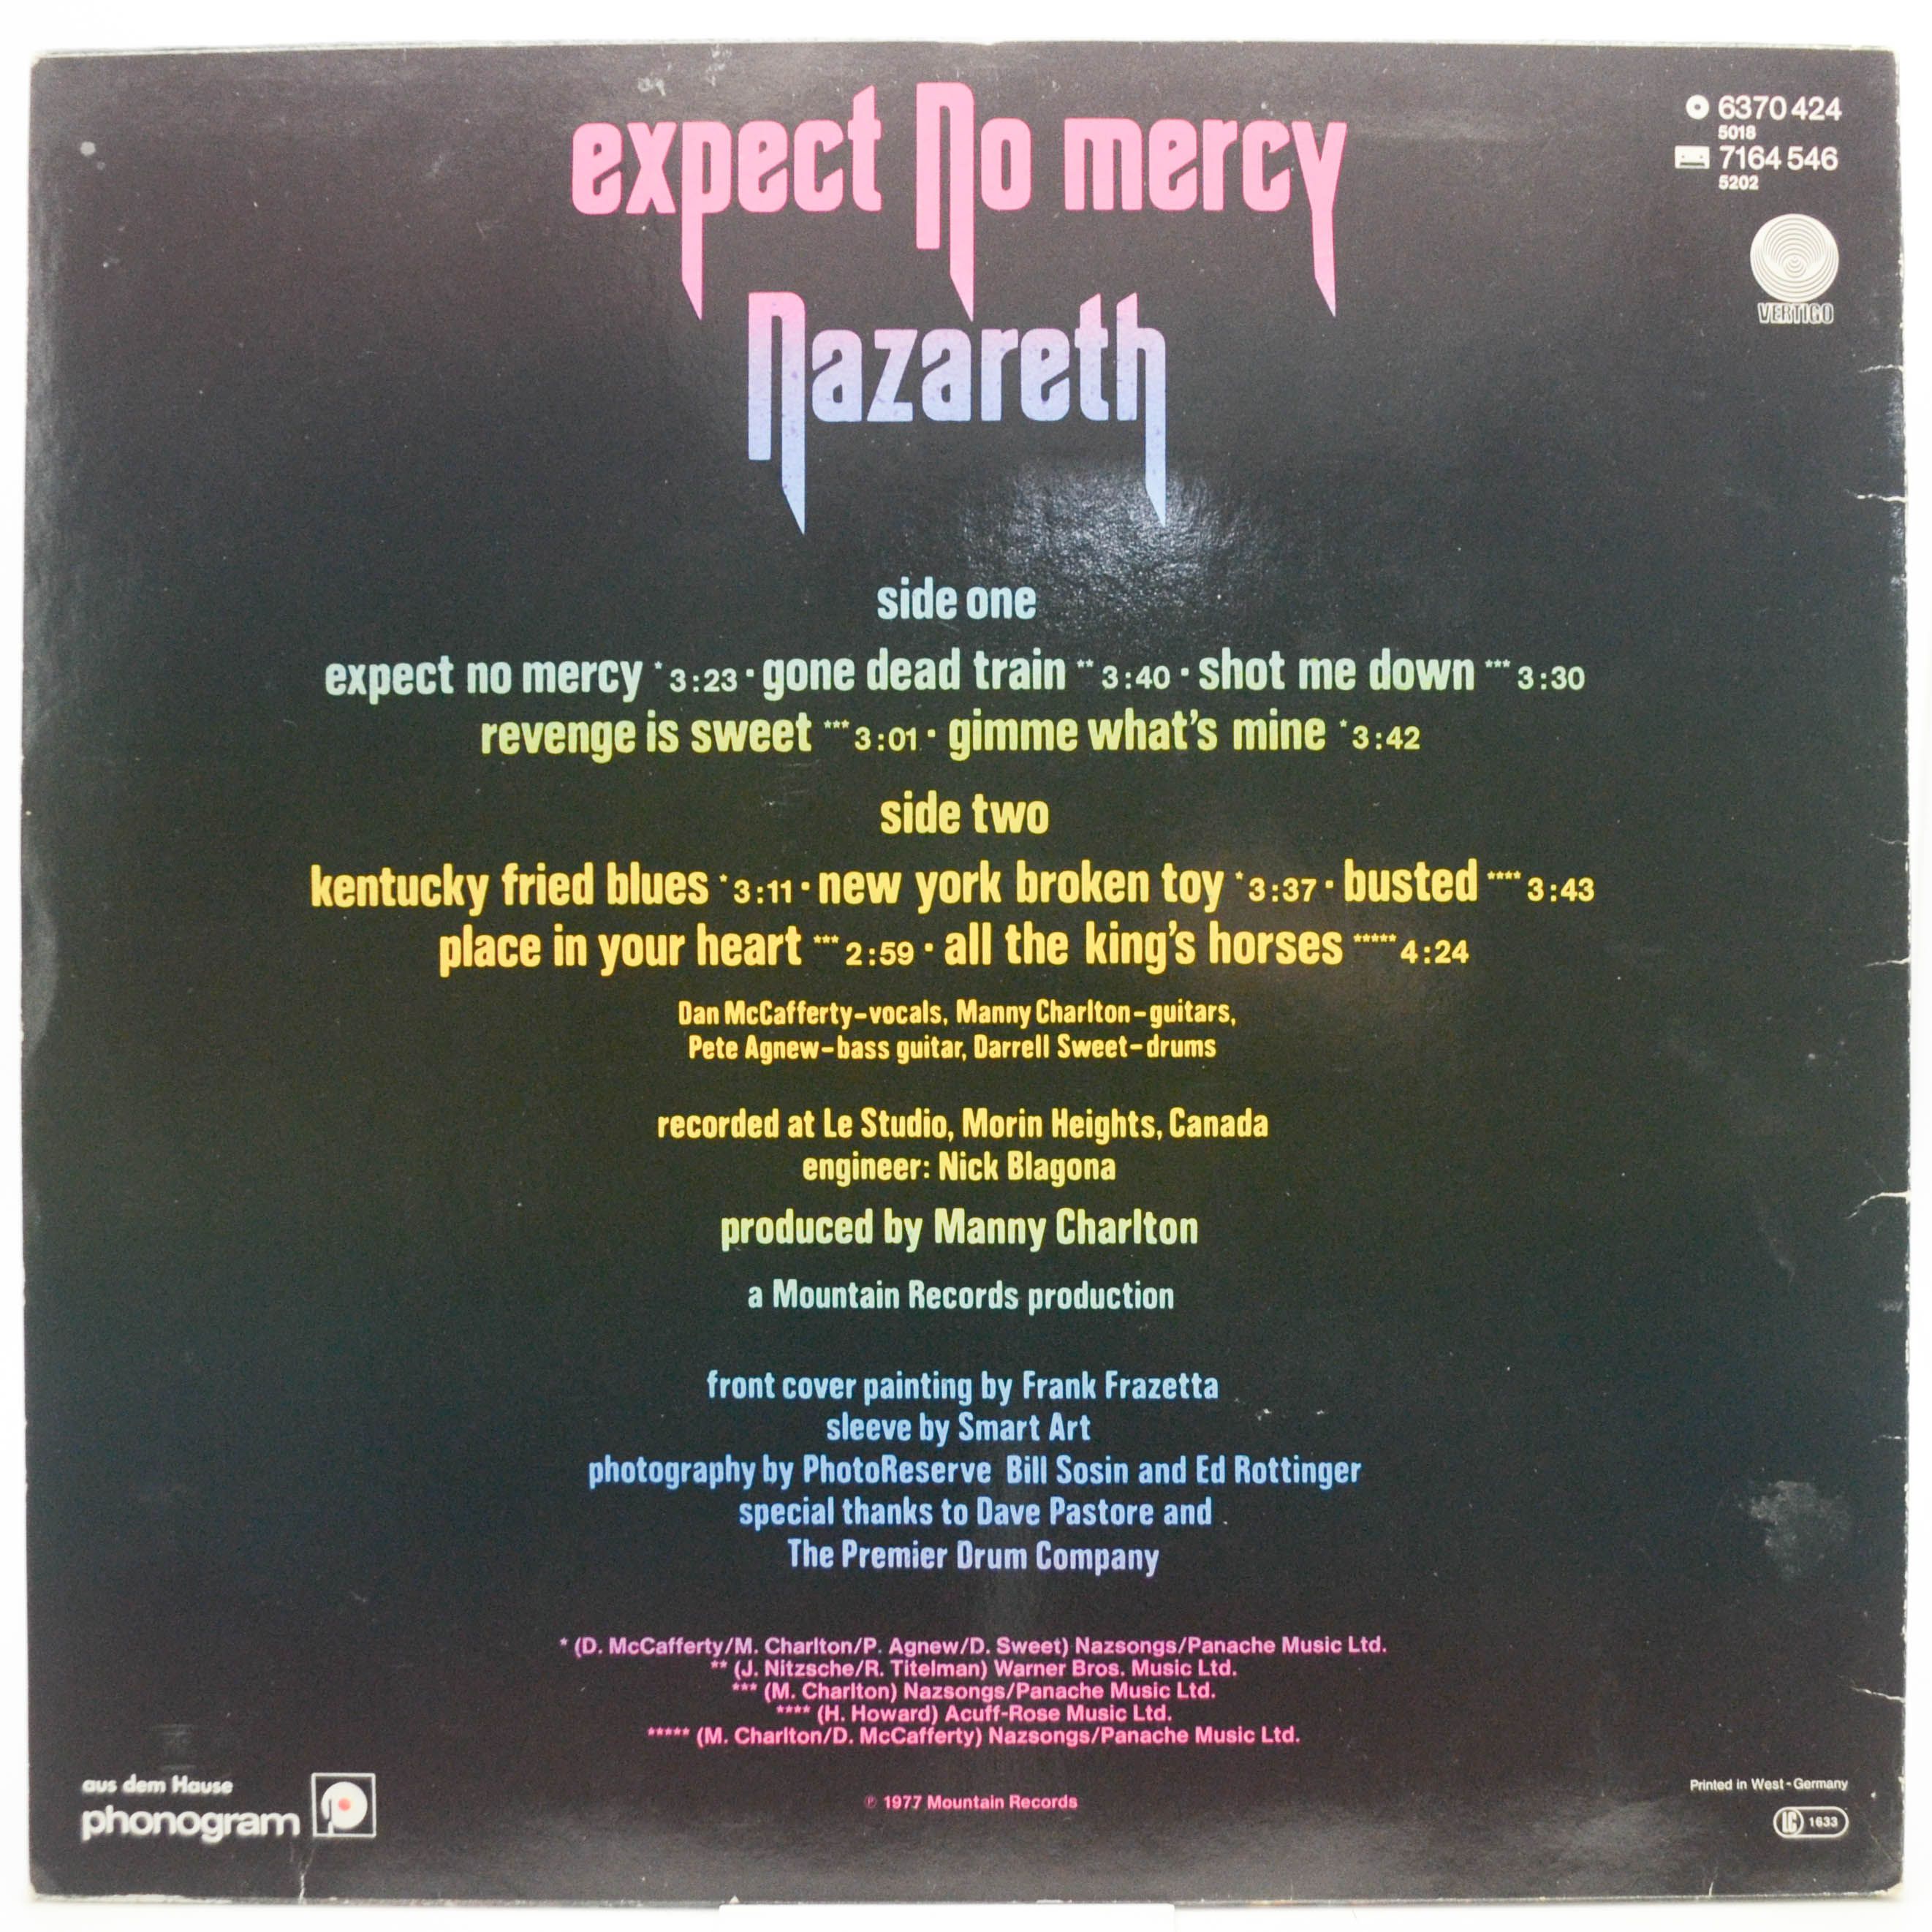 expect no mercy
nazareth
6370 424
5018
7164 546
5202
VERTIGO
side one
expect no mercy * 3:23 · gone dead train ** 3:40 · shot me down *** 3:30
revenge is sweet *** 3:01 · gimme what's mine * 3:42
side two
kentucky fried blues * 3:11 · new york broken toy * 3:37 · busted **** 3:43
place in your heart *** 2:59 · all the king's horses ***** 4:24
Dan McCafferty-vocals, Manny Charlton-guitars,
Pete Agnew-bass guitar, Darrell Sweet-drums
recorded at Le Studio, Morin Heights, Canada
engineer: Nick Blagona
produced by Manny Charlton
a Mountain Records production
front cover painting by Frank Frazetta
sleeve by Smart Art
photography by PhotoReserve Bill Sosin and Ed Rottinger
special thanks to Dave Pastore and
The Premier Drum Company
* (D. McCafferty/M. Charlton/P. Agnew/D. Sweet) Nazsongs/Panache Music Ltd.
** (J. Nitzsche/R. Titelman) Warner Bros. Music Ltd.
*** (M. Charlton) Nazsongs/Panache Music Ltd.
**** (H. Howard) Acuff-Rose Music Ltd.
***** (M. Charlton/D. McCafferty) Nazsongs/Panache Music Ltd.
℗ 1977 Mountain Records
aus dem Hause
phonogram
Printed in West-Germany
LC 1633